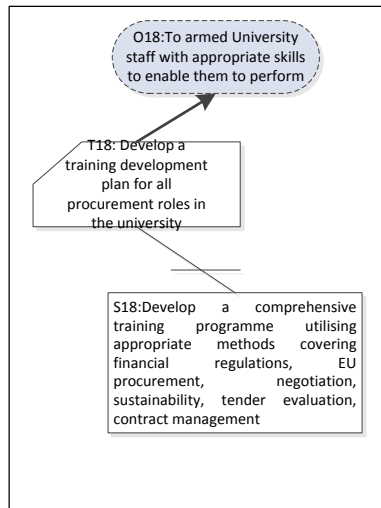 O18:To armed University
staff with appropriate skills
to enable them to perform
T18: Develop a
training development
plan for all
procurement roles in
the university
S18:Develop a comprehensive
training programme utilising
appropriate methods covering
financial regulations, EU
procurement, negotiation,
sustainability, tender evaluation,
contract management